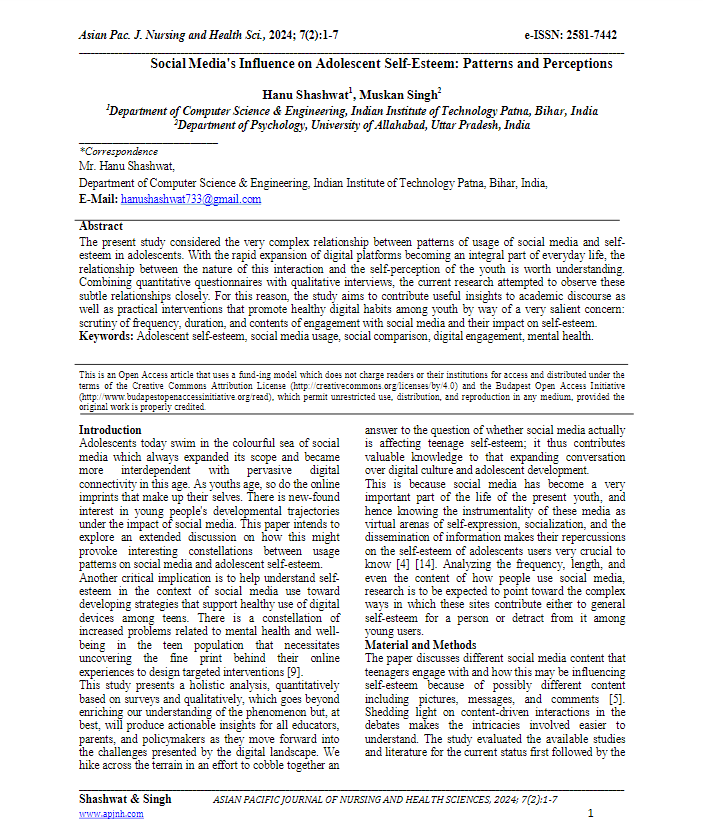 Asian Pac. J. Nursing and Health Sci., 2024; 7(2):1-7 e-ISSN: 2581-7442
Social Media's Influence on Adolescent Self-Esteem: Patterns and Perceptions
Hanu Shashwat1, Muskan Singh2
1Department of Computer Science & Engineering, Indian Institute of Technology Patna, Bihar, India
2Department of Psychology, University of Allahabad, Uttar Pradesh, India
*Correspondence
Mr. Hanu Shashwat,
Department of Computer Science & Engineering, Indian Institute of Technology Patna, Bihar, India,
E-Mail: hanushashwat733@gmail.com
Abstract
The present study considered the very complex relationship between patterns of usage of social media and self-
esteem in adolescents. With the rapid expansion of digital platforms becoming an integral part of everyday life, the
relationship between the nature of this interaction and the self-perception of the youth is worth understanding.
Combining quantitative questionnaires with qualitative interviews, the current research attempted to observe these
subtle relationships closely. For this reason, the study aims to contribute useful insights to academic discourse as
well as practical interventions that promote healthy digital habits among youth by way of a very salient concern:
scrutiny of frequency, duration, and contents of engagement with social media and their impact on self-esteem.
Keywords: Adolescent self-esteem, social media usage, social comparison, digital engagement, mental health.
This is an Open Access article that uses a fund-ing model which does not charge readers or their institutions for access and distributed under the
terms of the Creative Commons Attribution License (http://creativecommons.org/licenses/by/4.0) and the Budapest Open Access Initiative
(http://www.budapestopenaccessinitiative.org/read), which permit unrestricted use, distribution, and reproduction in any medium, provided the
original work is properly credited.
Introduction
Adolescents today swim in the colourful sea of social
media which always expanded its scope and became
more interdependent with pervasive digital
connectivity in this age. As youths age, so do the online
imprints that make up their selves. There is new-found
interest in young people's developmental trajectories
under the impact of social media. This paper intends to
explore an extended discussion on how this might
provoke interesting constellations between usage
patterns on social media and adolescent self-esteem.
Another critical implication is to help understand self-
esteem in the context of social media use toward
developing strategies that support healthy use of digital
devices among teens. There is a constellation of
increased problems related to mental health and well-
being in the teen population that necessitates
uncovering the fine print behind their online
experiences to design targeted interventions [9].
This study presents a holistic analysis, quantitatively
based on surveys and qualitatively, which goes beyond
enriching our understanding of the phenomenon but, at
best, will produce actionable insights for all educators,
parents, and policymakers as they move forward into
the challenges presented by the digital landscape. We
hike across the terrain in an effort to cobble together an
answer to the question of whether social media actually
is affecting teenage self-esteem; it thus contributes
valuable knowledge to that expanding conversation
over digital culture and adolescent development.
This is because social media has become a very
important part of the life of the present youth, and
hence knowing the instrumentality of these media as
virtual arenas of self-expression, socialization, and the
dissemination of information makes their repercussions
on the self-esteem of adolescents users very crucial to
know [4] [14]. Analyzing the frequency, length, and
even the content of how people use social media,
research is to be expected to point toward the complex
ways in which these sites contribute either to general
self-esteem for a person or detract from it among
young users.
Material and Methods
The paper discusses different social media content that
teenagers engage with and how this may be influencing
self-esteem because of possibly different content
including pictures, messages, and comments [5].
Shedding light on content-driven interactions in the
debates makes the intricacies involved easier to
understand. The study evaluated the available studies
and literature for the current status first followed by the
Shashwat & Singh ASIAN PACIFIC JOURNAL OF NURSING AND HEALTH SCIENCES, 2024; 7(2):1-7
www.apjnh.com 1